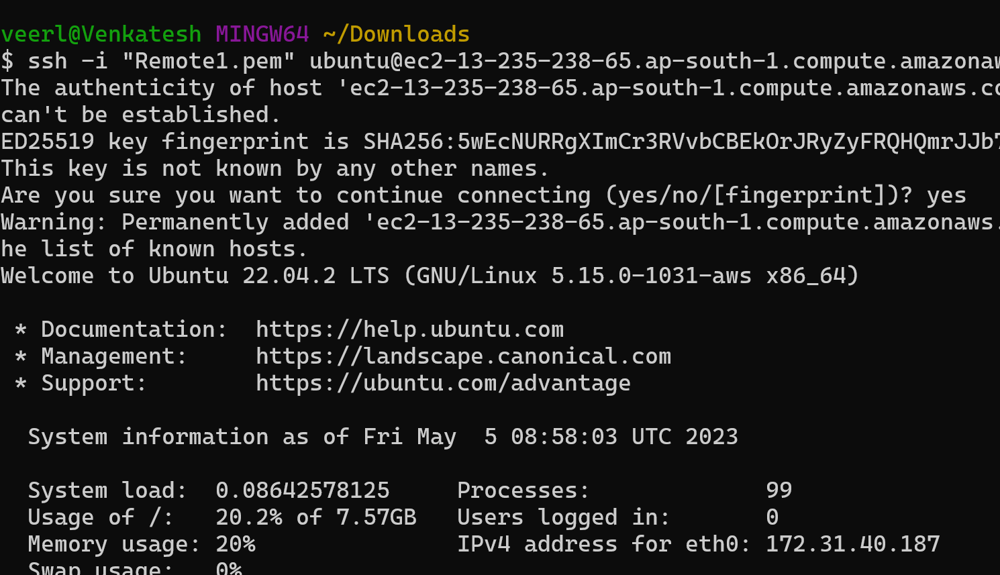 veerl@Venkatesh MINGW64 ~/Downloads
$ ssh -i "Remote1.pem" ubuntu@ec2-13-235-238-65.ap-south-1.compute.amazonaw
The authenticity of host 'ec2-13-235-238-65.ap-south-1.compute.amazonaws.co
can't be established.
ED25519 key fingerprint is SHA256:5wEcNURRgXImCr3RVvbCBEkOrJRyZyFRQHQmrJJb7
This key is not known by any other names.
Are you sure you want to continue connecting (yes/no/[fingerprint])? yes
Warning: Permanently added 'ec2-13-235-238-65.ap-south-1.compute.amazonaws.
he list of known hosts.
Welcome to Ubuntu 22.04.2 LTS (GNU/Linux 5.15.0-1031-aws x86_64)
* Documentation:  https://help.ubuntu.com
* Management:     https://landscape.canonical.com
* Support:        https://ubuntu.com/advantage
System information as of Fri May  5 08:58:03 UTC 2023
System load:  0.08642578125     Processes:             99
Usage of /:   20.2% of 7.57GB   Users logged in:       0
Memory usage: 20%               IPv4 address for eth0: 172.31.40.187
Swap usage:   0%